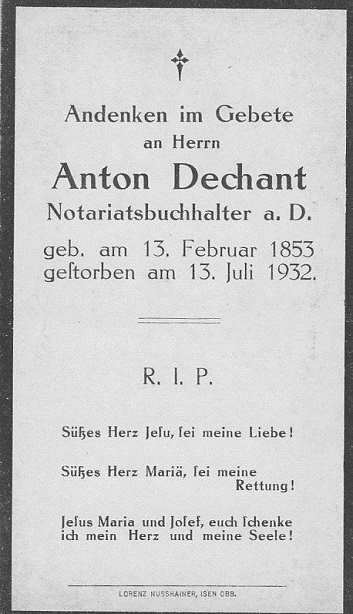 Andenken im Gebete
an Herrn
Anton Dechant
Notariatsbuchhalter a. D.
geb. am 13. Februar 1853
geſtorben am 13. Juli 1932.
R. I. P.
Süßes Herz Jeſu, ſei meine Liebe!
Süßes Herz Mariä, ſei meine
Rettung!
Jeſus Maria und Joſef, euch ſchenke
ich mein Herz und meine Seele!
LORENZ NUSSRAINER, ISEN OBB.